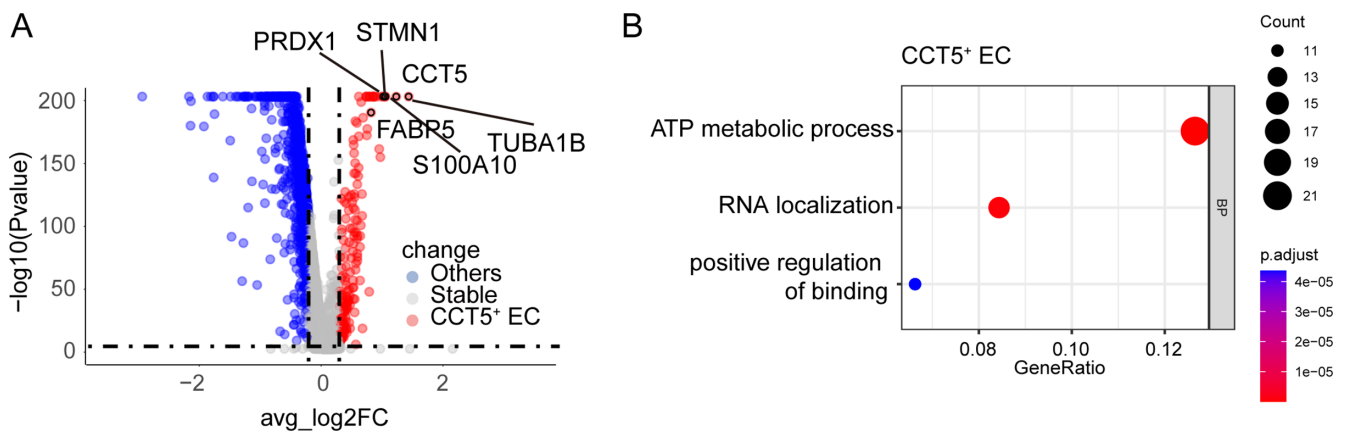 A
PRDX1
STMN1
CCT5
FABP5
TUBA1B
S100A10
200
150
100
50
0
−log10(Pvalue)
change
Others
Stable
CCT5+ EC
−2
0
2
avg_log2FC
B
CCT5+ EC
ATP metabolic process
RNA localization
positive regulation
of binding
BP
0.08
0.10
0.12
GeneRatio
Count
11
13
15
17
19
21
p.adjust
4e−05
3e−05
2e−05
1e−05